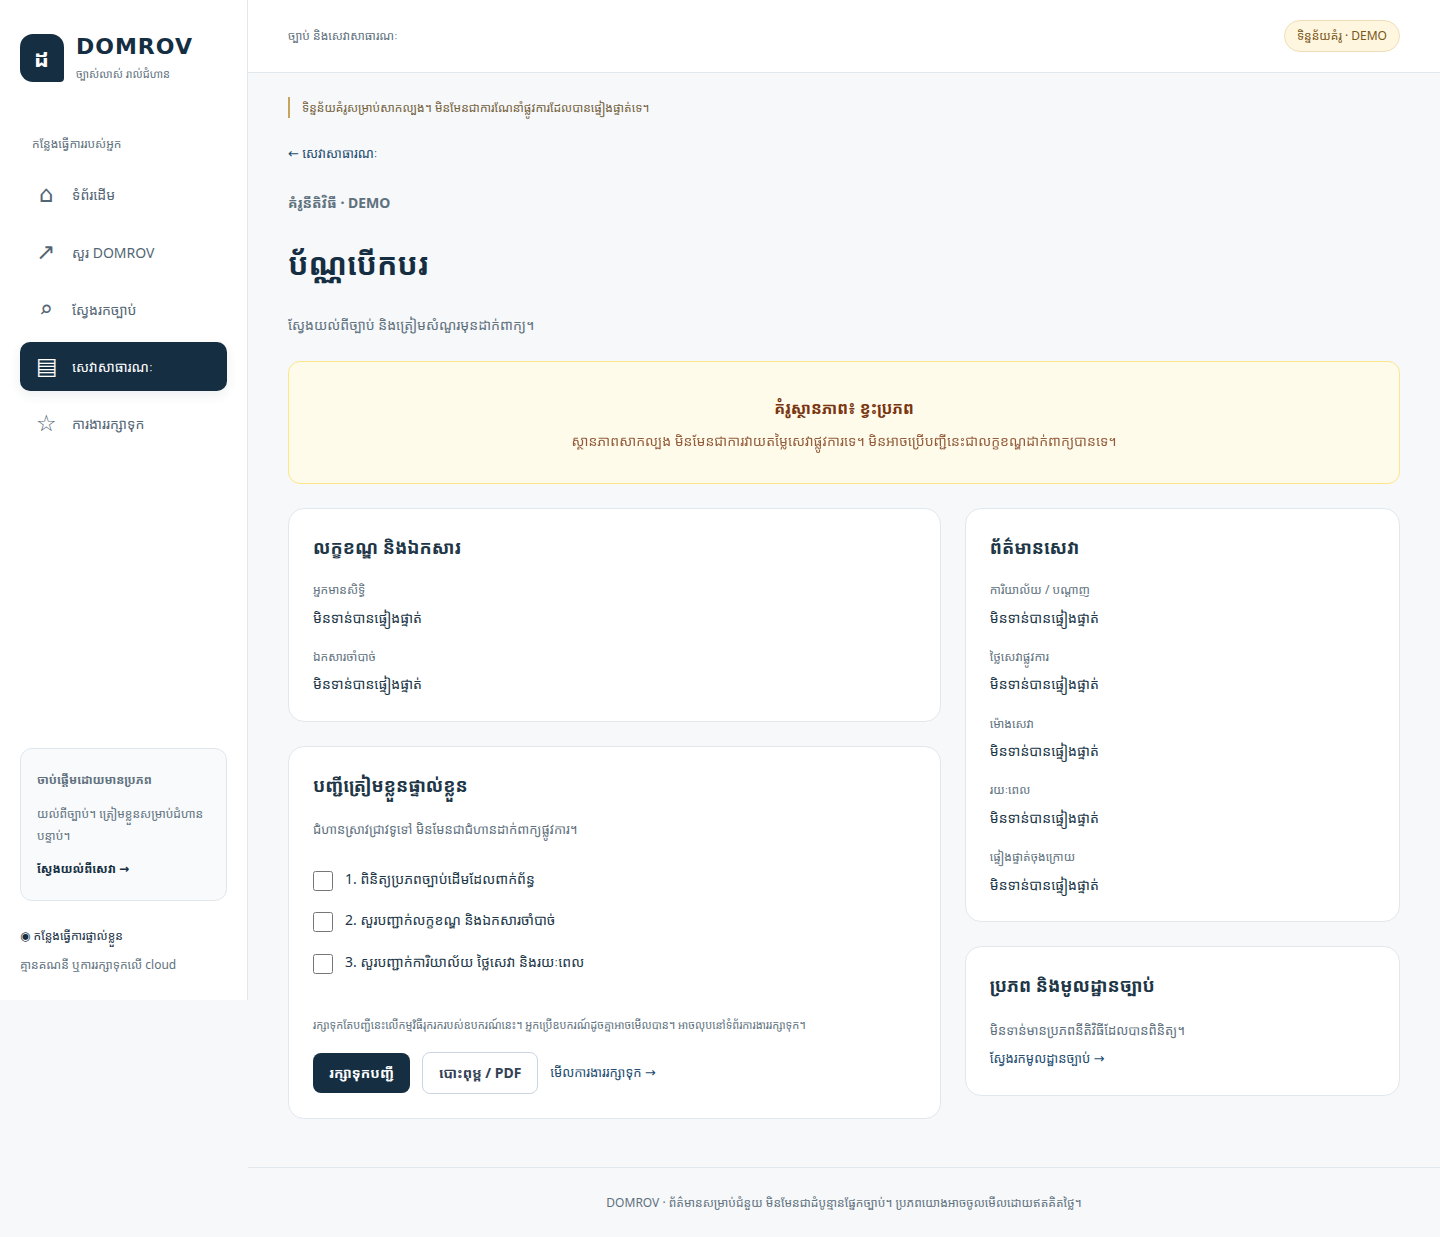 ដ
DOMROV
ច្បាស់លាស់ រាល់ជំហាន
កន្លែងធ្វើការរបស់អ្នក
ទំព័រដើម
សួរ DOMROV
ស្វែងរកច្បាប់
សេវាសាធារណៈ
ការងាររក្សាទុក
ចាប់ផ្តើមដោយមានប្រភព
យល់ពីច្បាប់។ ត្រៀមខ្លួនសម្រាប់ជំហាន
បន្ទាប់។
ស្វែងយល់ពីសេវា →
◉ កន្លែងធ្វើការផ្ទាល់ខ្លួន
គ្មានគណនី ឬការរក្សាទុកលើ cloud
ច្បាប់ និងសេវាសាធារណៈ
ទិន្នន័យគំរូ · DEMO
ទិន្នន័យគំរូសម្រាប់សាកល្បង។ មិនមែនជាការណែនាំផ្លូវការដែលបានផ្ទៀងផ្ទាត់ទេ។
← សេវាសាធារណៈ
គំរូនីតិវិធី · DEMO
ប័ណ្ណបើកបរ
ស្វែងយល់ពីច្បាប់ និងត្រៀមសំណួរមុនដាក់ពាក្យ។
គំរូស្ថានភាព៖ ខ្វះប្រភព
ស្ថានភាពសាកល្បង មិនមែនជាការវាយតម្លៃសេវាផ្លូវការទេ។ មិនអាចប្រើបញ្ជីនេះជាលក្ខខណ្ឌដាក់ពាក្យបានទេ។
លក្ខខណ្ឌ និងឯកសារ
អ្នកមានសិទ្ធិ
មិនទាន់បានផ្ទៀងផ្ទាត់
ឯកសារចាំបាច់
មិនទាន់បានផ្ទៀងផ្ទាត់
បញ្ជីត្រៀមខ្លួនផ្ទាល់ខ្លួន
ជំហានស្រាវជ្រាវទូទៅ មិនមែនជាជំហានដាក់ពាក្យផ្លូវការ។
1. ពិនិត្យប្រភពច្បាប់ដើមដែលពាក់ព័ន្ធ
2. សួរបញ្ជាក់លក្ខខណ្ឌ និងឯកសារចាំបាច់
3. សួរបញ្ជាក់ការិយាល័យ ថ្លៃសេវា និងរយៈពេល
រក្សាទុកតែបញ្ជីនេះលើកម្មវិធីរុករករបស់ឧបករណ៍នេះ។ អ្នកប្រើឧបករណ៍ដូចគ្នាអាចមើលបាន។ អាចលុបនៅទំព័រការងាររក្សាទុក។
រក្សាទុកបញ្ជី
បោះពុម្ព / PDF
មើលការងាររក្សាទុក →
ព័ត៌មានសេវា
ការិយាល័យ / បណ្តាញ
មិនទាន់បានផ្ទៀងផ្ទាត់
ថ្លៃសេវាផ្លូវការ
មិនទាន់បានផ្ទៀងផ្ទាត់
ម៉ោងសេវា
មិនទាន់បានផ្ទៀងផ្ទាត់
រយៈពេល
មិនទាន់បានផ្ទៀងផ្ទាត់
ផ្ទៀងផ្ទាត់ចុងក្រោយ
មិនទាន់បានផ្ទៀងផ្ទាត់
ប្រភព និងមូលដ្ឋានច្បាប់
មិនទាន់មានប្រភពនីតិវិធីដែលបានពិនិត្យ។
ស្វែងរកមូលដ្ឋានច្បាប់ →
DOMROV · ព័ត៌មានសម្រាប់ជំនួយ មិនមែនជាដំបូន្មានផ្នែកច្បាប់។ ប្រភពយោងអាចចូលមើលដោយឥតគិតថ្លៃ។